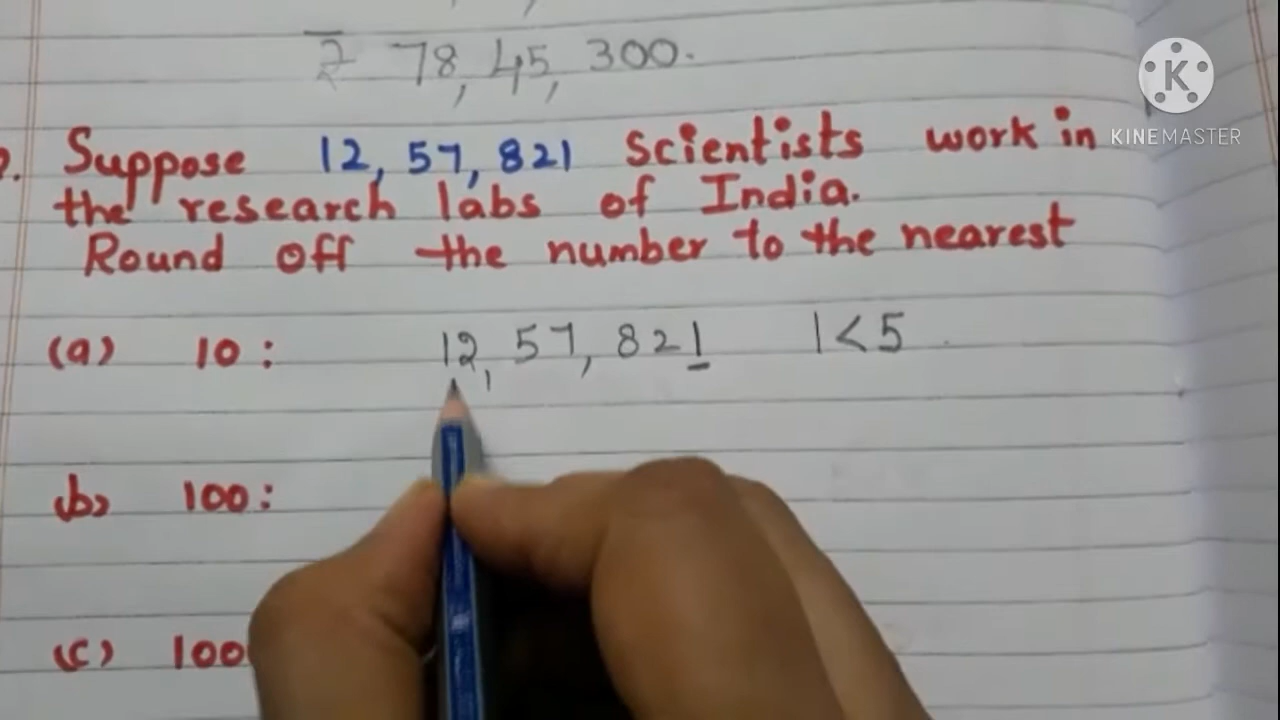 ₹ 78,45,300.
K
KINEMASTER
Suppose 12,57,821 Scientists work in
the research labs of India.
Round off the number to the nearest
(a) 10: 12,57,821 1<5
(b) 100:
(c) 100